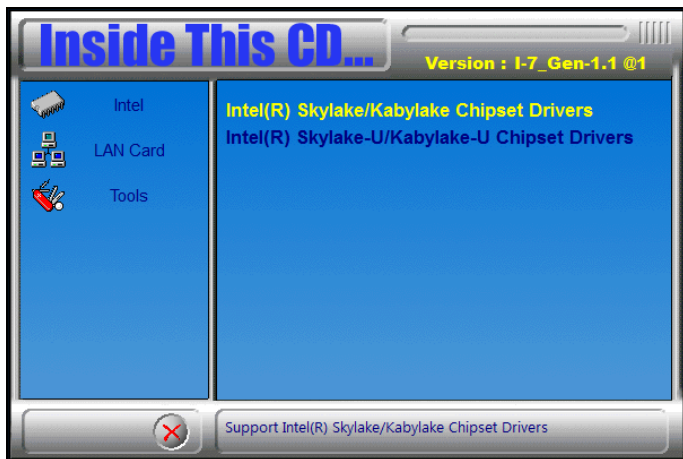 Inside This CD...
Version : I-7_Gen-1.1 @1
Intel
LAN Card
Tools
Intel(R) Skylake/Kabylake Chipset Drivers
Intel(R) Skylake-U/Kabylake-U Chipset Drivers
Support Intel(R) Skylake/Kabylake Chipset Drivers